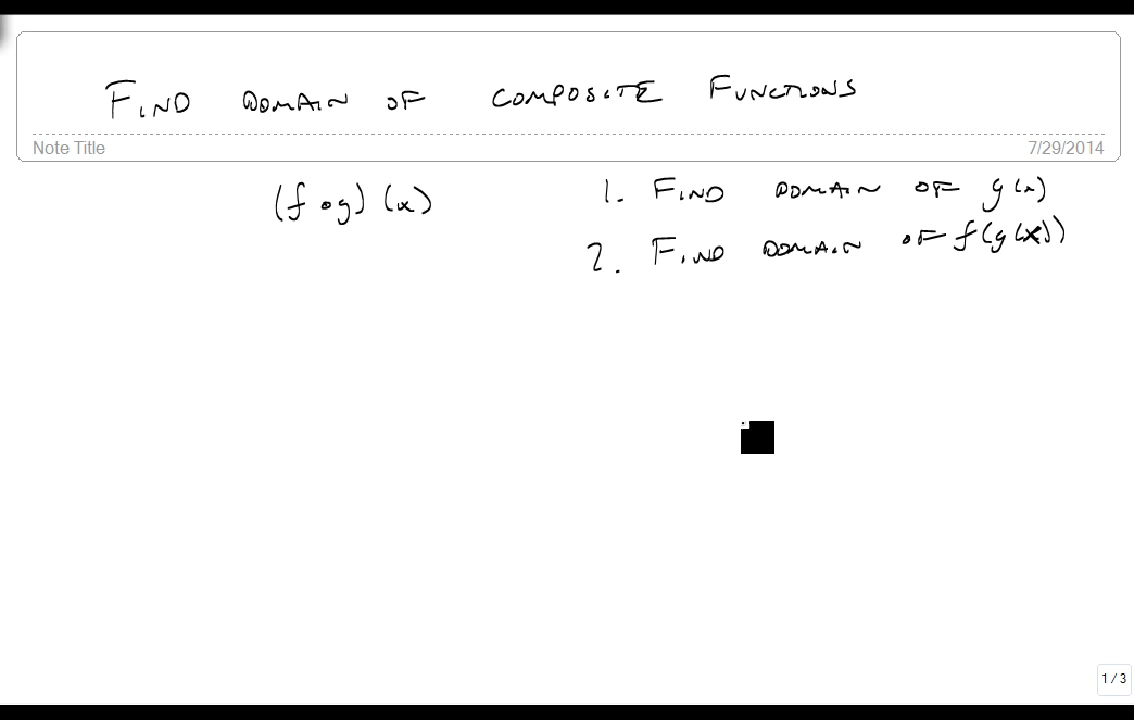 FIND DOMAIN OF COMPOSITE FUNCTIONS
Note Title
7/29/2014
(f∘g)(x)
1. FIND DOMAIN OF g(x)
2. FIND DOMAIN OF f(g(x))
1/3